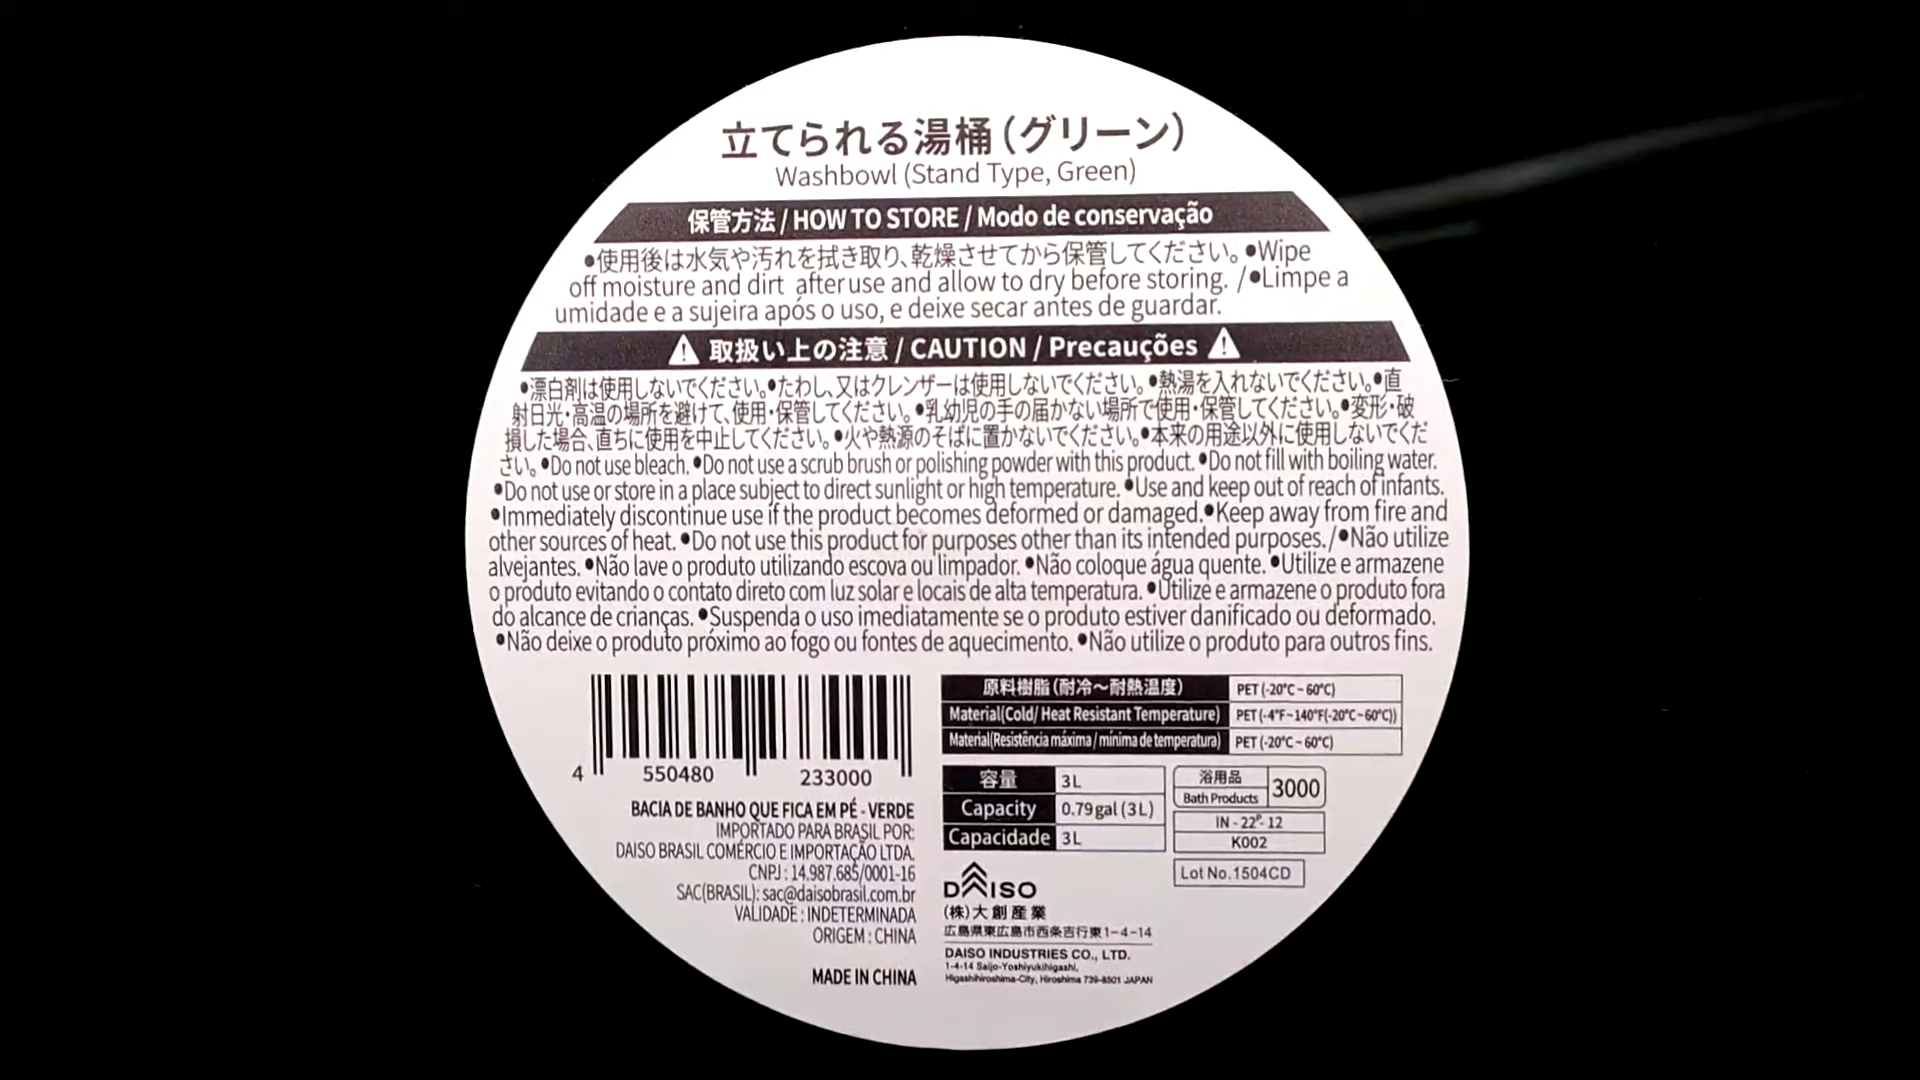 立てられる湯桶（グリーン）
Washbowl (Stand Type, Green)
保管方法 / HOW TO STORE / Modo de conservação
●使用後は水気や汚れを拭き取り、乾燥させてから保管してください。●Wipe
off moisture and dirt after use and allow to dry before storing. /●Limpe a
umidade e a sujeira após o uso, e deixe secar antes de guardar.
取扱い上の注意 / CAUTION / Precauções
●漂白剤は使用しないでください。●たわし、又はクレンザーは使用しないでください。●熱湯を入れないでください。●直
射日光・高温の場所を避けて、使用・保管してください。●乳幼児の手の届かない場所で使用・保管してください。●変形・破
損した場合、直ちに使用を中止してください。●火や熱源のそばに置かないでください。●本来の用途以外に使用しないでくだ
さい。●Do not use bleach. ●Do not use a scrub brush or polishing powder with this product. ●Do not fill with boiling water.
●Do not use or store in a place subject to direct sunlight or high temperature. ●Use and keep out of reach of infants.
●Immediately discontinue use if the product becomes deformed or damaged.●Keep away from fire and
other sources of heat. ●Do not use this product for purposes other than its intended purposes./●Não utilize
alvejantes. ●Não lave o produto utilizando escova ou limpador. ●Não coloque água quente. ●Utilize e armazene
o produto evitando o contato direto com luz solar e locais de alta temperatura. ●Utilize e armazene o produto fora
do alcance de crianças. ●Suspenda o uso imediatamente se o produto estiver danificado ou deformado.
●Não deixe o produto próximo ao fogo ou fontes de aquecimento. ●Não utilize o produto para outros fins.
4 550480 233000
BACIA DE BANHO QUE FICA EM PÉ - VERDE
IMPORTADO PARA BRASIL POR:
DAISO BRASIL COMÉRCIO E IMPORTAÇÃO LTDA.
CNPJ : 14.987.685/0001-16
SAC(BRASIL): sac@daisobrasil.com.br
VALIDADE : INDETERMINADA
ORIGEM : CHINA
MADE IN CHINA
原料樹脂（耐冷～耐熱温度） PET (-20℃~60℃)
Material(Cold/ Heat Resistant Temperature) PET (-4°F~140°F(-20℃~60℃))
Material(Resistência máxima / mínima de temperatura) PET (-20℃~60℃)
容量 3L
Capacity 0.79gal (3L)
Capacidade 3L
浴用品
Bath Products 3000
IN - 22P- 12
K002
Lot No.1504CD
DAISO
(株)大創産業
広島県東広島市西条吉行東1-4-14
DAISO INDUSTRIES CO., LTD.
1-4-14 Saijo-Yoshiyukihigashi,
Higashihiroshima-City, Hiroshima 739-8501 JAPAN